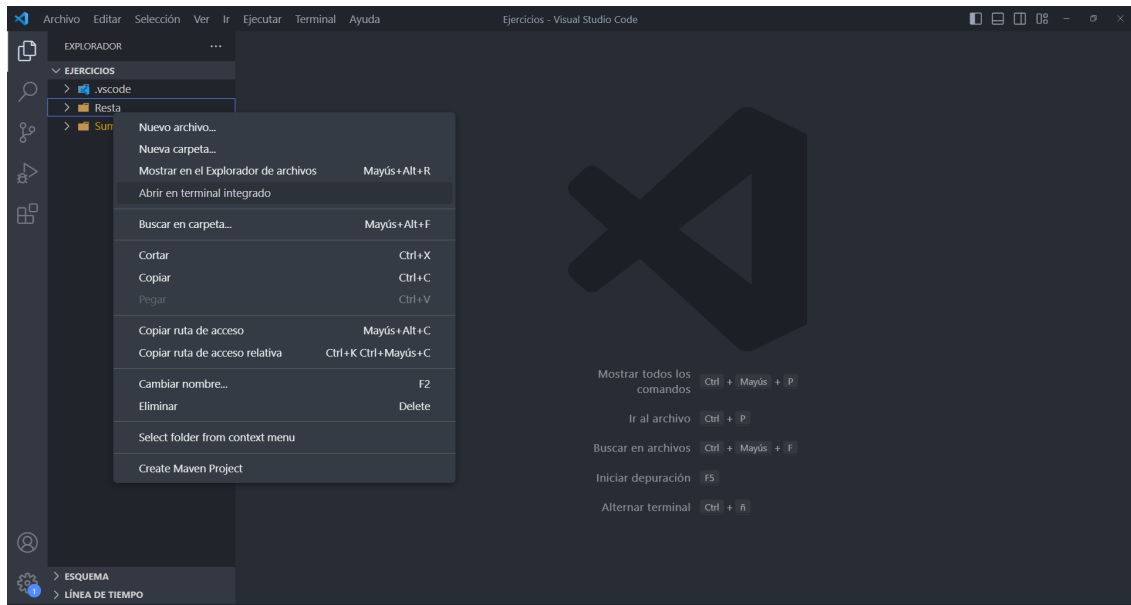 Archivo Editar Selección Ver Ir Ejecutar Terminal Ayuda Ejercicios - Visual Studio Code
EXPLORADOR ...
EJERCICIOS
.vscode
Resta
Sum
Nuevo archivo...
Nueva carpeta...
Mostrar en el Explorador de archivos Mayús+Alt+R
Abrir en terminal integrado
Buscar en carpeta... Mayús+Alt+F
Cortar Ctrl+X
Copiar Ctrl+C
Pegar Ctrl+V
Copiar ruta de acceso Mayús+Alt+C
Copiar ruta de acceso relativa Ctrl+K Ctrl+Mayús+C
Cambiar nombre... F2
Eliminar Delete
Select folder from context menu
Create Maven Project
Mostrar todos los
comandos Ctrl + Mayús + P
Ir al archivo Ctrl + P
Buscar en archivos Ctrl + Mayús + F
Iniciar depuración F5
Alternar terminal Ctrl + ñ
ESQUEMA
1
LÍNEA DE TIEMPO